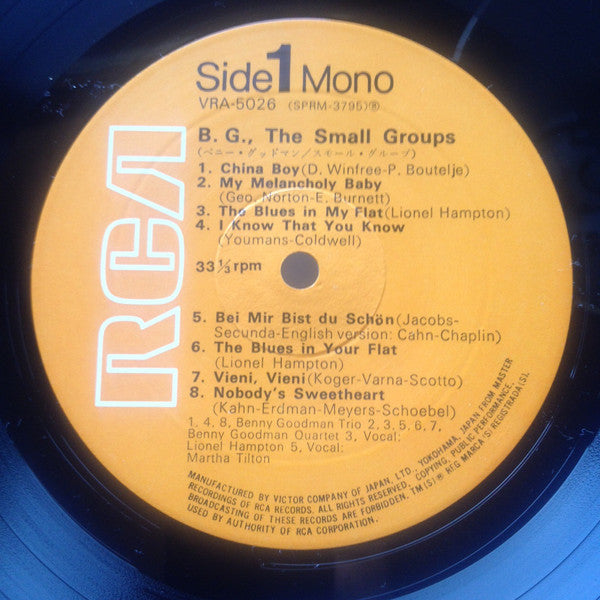 Side 1 Mono
VRA-5026 (SPRM-3795)Ⓡ
B. G., The Small Groups
(ベニー・グッドマン/スモール・グループ)
1. China Boy(D. Winfree-P. Boutelje)
2. My Melancholy Baby
(Geo. Norton-E. Burnett)
3. The Blues in My Flat(Lionel Hampton)
4. I Know That You Know
(Youmans-Coldwell)
33⅓ rpm
RCA
5. Bei Mir Bist du Schön(Jacobs-
Secunda-English version: Cahn-Chaplin)
6. The Blues in Your Flat
(Lionel Hampton)
7. Vieni, Vieni(Koger-Varna-Scotto)
8. Nobody's Sweetheart
(Kahn-Erdman-Meyers-Schoebel)
1. 4. 8, Benny Goodman Trio 2, 3, 5, 6, 7,
Benny Goodman Quartet 3, Vocal:
Lionel Hampton 5, Vocal:
Martha Tilton
MANUFACTURED BY VICTOR COMPANY OF JAPAN, LTD., YOKOHAMA, JAPAN FROM MASTER
RECORDINGS OF RCA RECORDS. ALL RIGHTS RESERVED, COPYING, PUBLIC PERFORMANCE,
BROADCASTING OF THESE RECORDS ARE FORBIDDEN. TM(S)® REG MARCA(S) REGISTRADA(S).
USED BY AUTHORITY OF RCA CORPORATION.